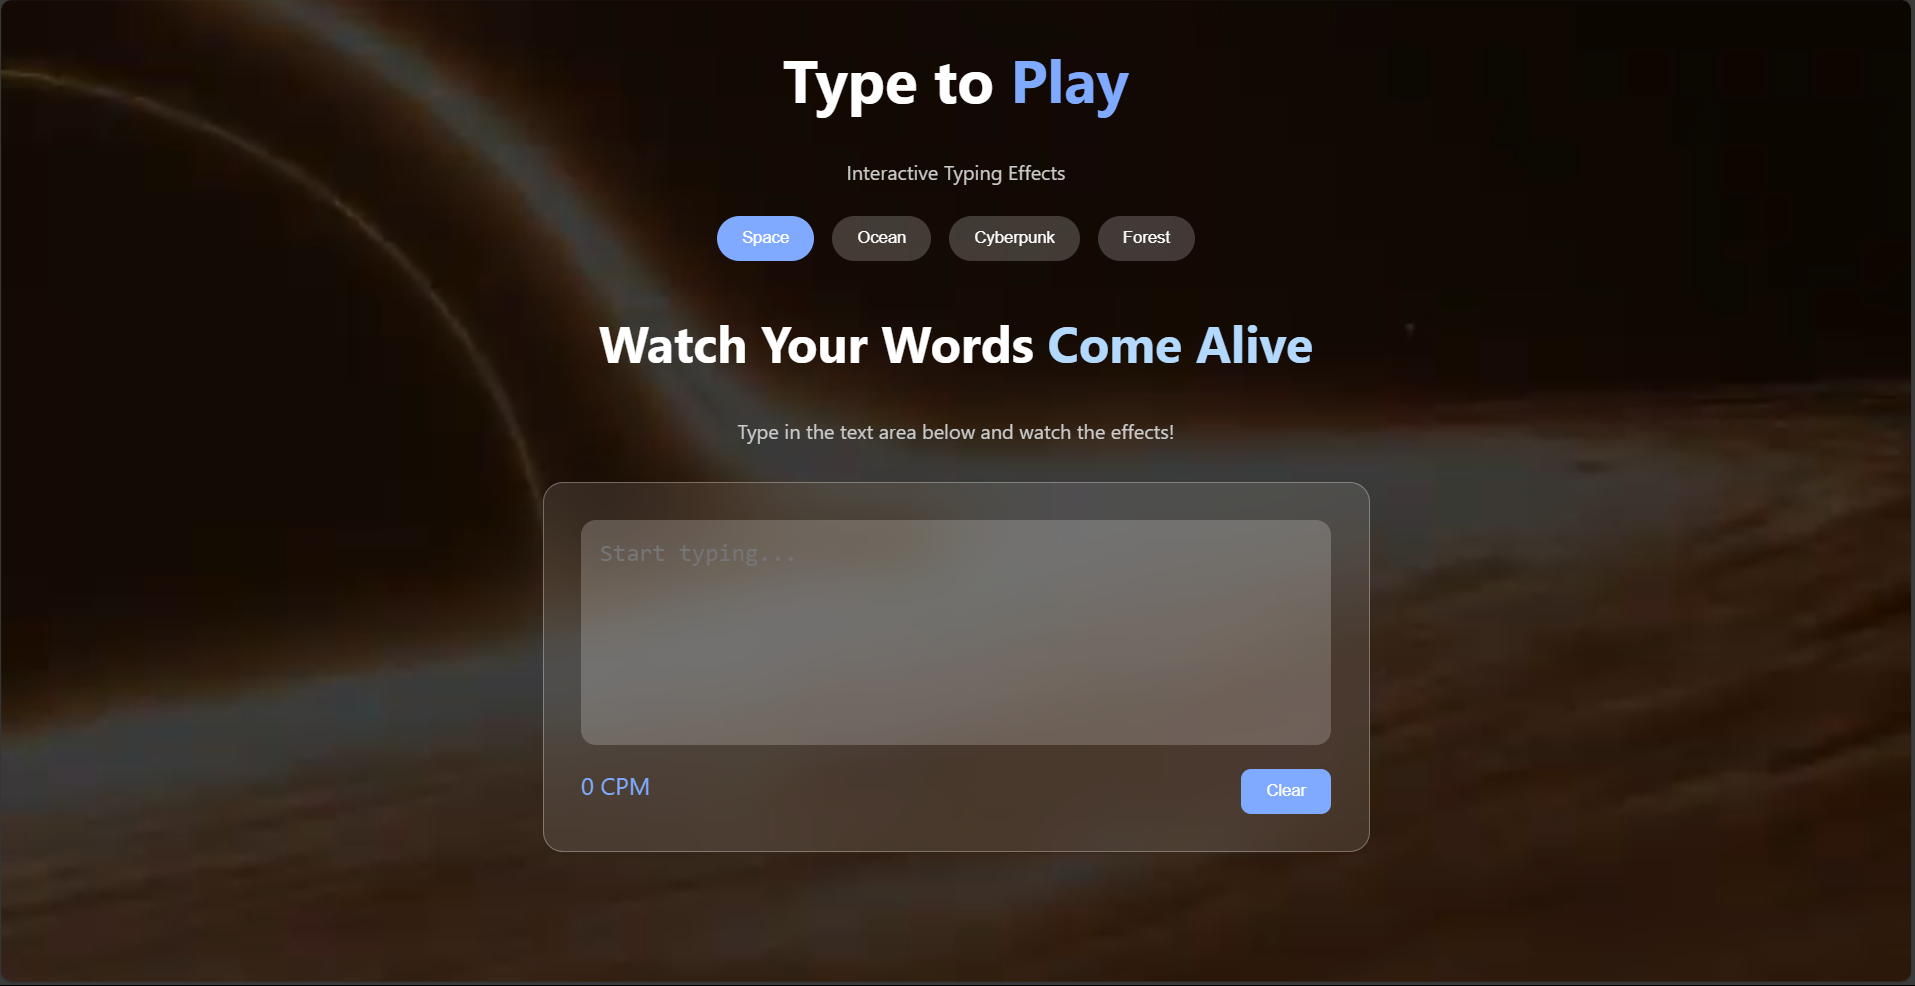 Type to Play
Interactive Typing Effects
Space Ocean Cyberpunk Forest
Watch Your Words Come Alive
Type in the text area below and watch the effects!
Start typing...
0 CPM Clear